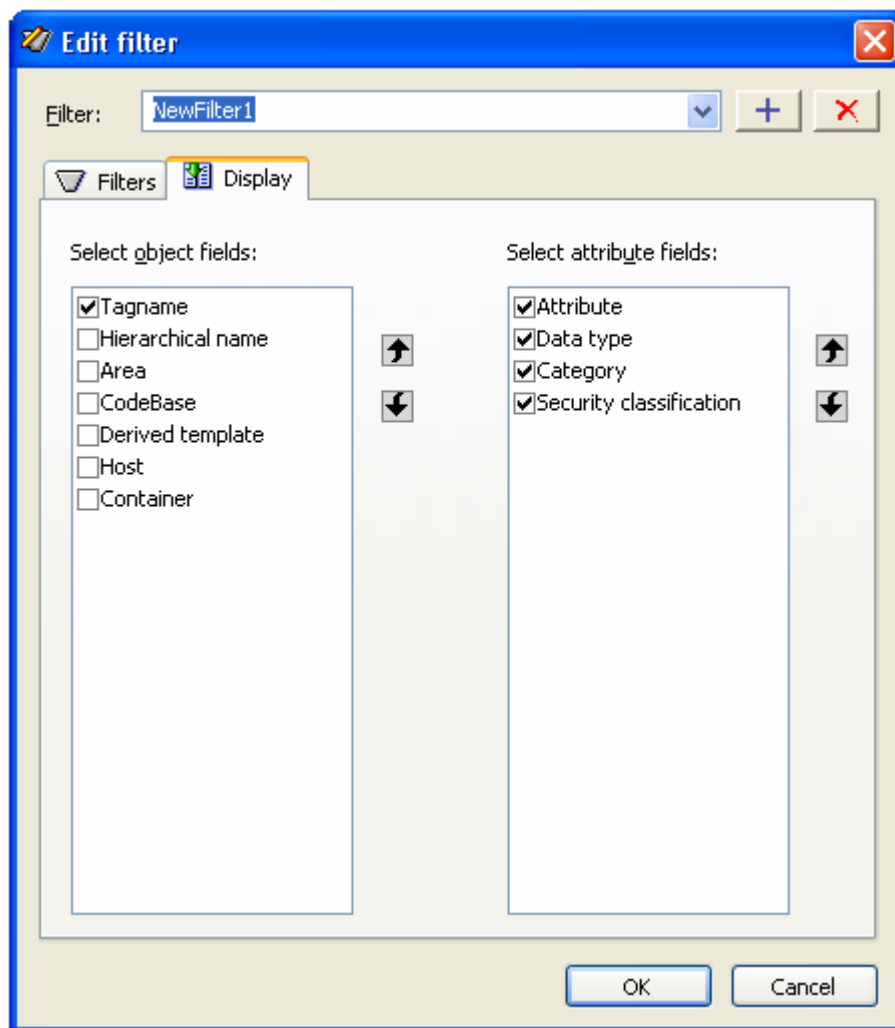 Edit filter
Filter: NewFilter1
Filters Display
Select object fields: Select attribute fields:
Tagname
Hierarchical name
Area
CodeBase
Derived template
Host
Container
Attribute
Data type
Category
Security classification
OK Cancel